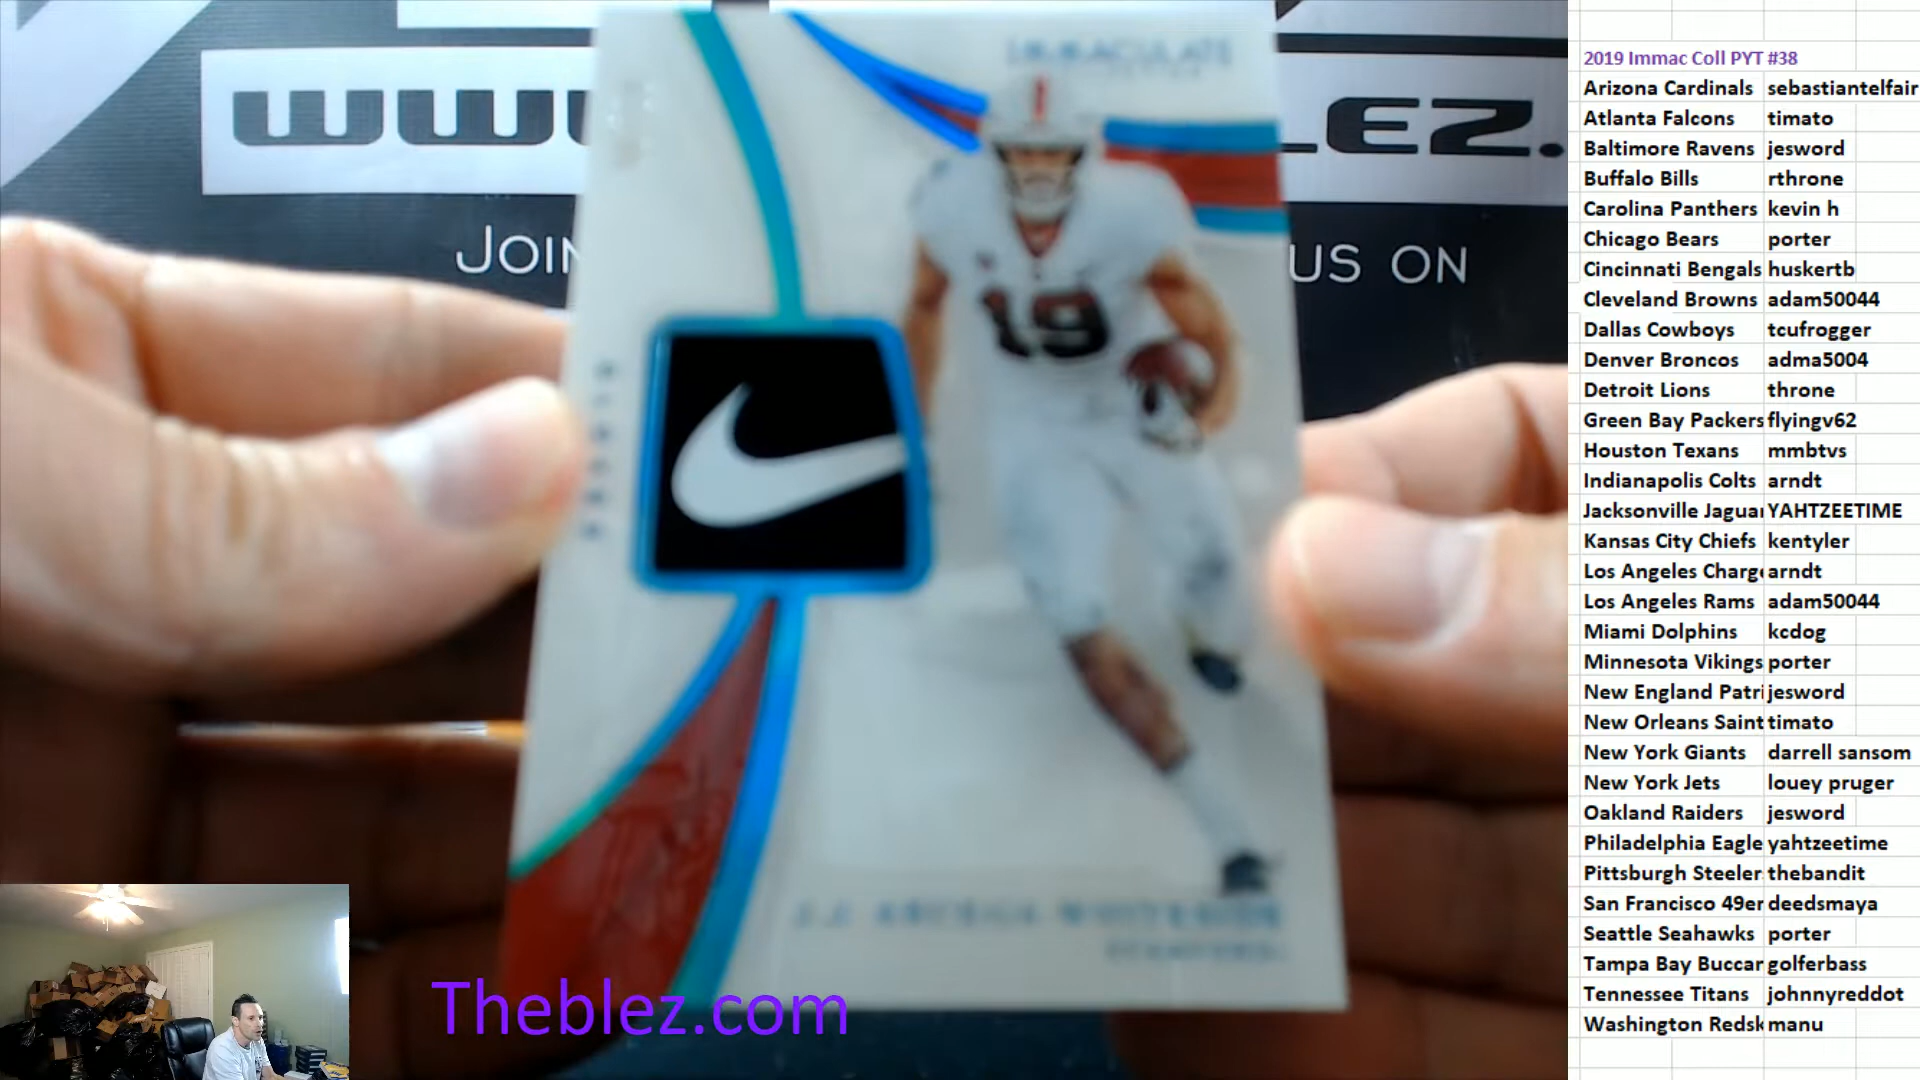 WWW
LEZ.
JOIN
US ON
IMMACULATE
19
J.J. ARCEGA-WHITESIDE
STANFORD
Theblez.com
2019 Immac Coll PYT #38
Arizona Cardinals sebastiantelfair
Atlanta Falcons timato
Baltimore Ravens jesword
Buffalo Bills rthrone
Carolina Panthers kevin h
Chicago Bears porter
Cincinnati Bengals huskertb
Cleveland Browns adam50044
Dallas Cowboys tcufrogger
Denver Broncos adma5004
Detroit Lions throne
Green Bay Packers flyingv62
Houston Texans mmbtvs
Indianapolis Colts arndt
Jacksonville Jaguar YAHTZEETIME
Kansas City Chiefs kentyler
Los Angeles Charge arndt
Los Angeles Rams adam50044
Miami Dolphins kcdog
Minnesota Vikings porter
New England Patri jesword
New Orleans Saint timato
New York Giants darrell sansom
New York Jets louey pruger
Oakland Raiders jesword
Philadelphia Eagle yahtzeetime
Pittsburgh Steeler thebandit
San Francisco 49er deedsmaya
Seattle Seahawks porter
Tampa Bay Buccar golferbass
Tennessee Titans johnnyreddot
Washington Redsk manu